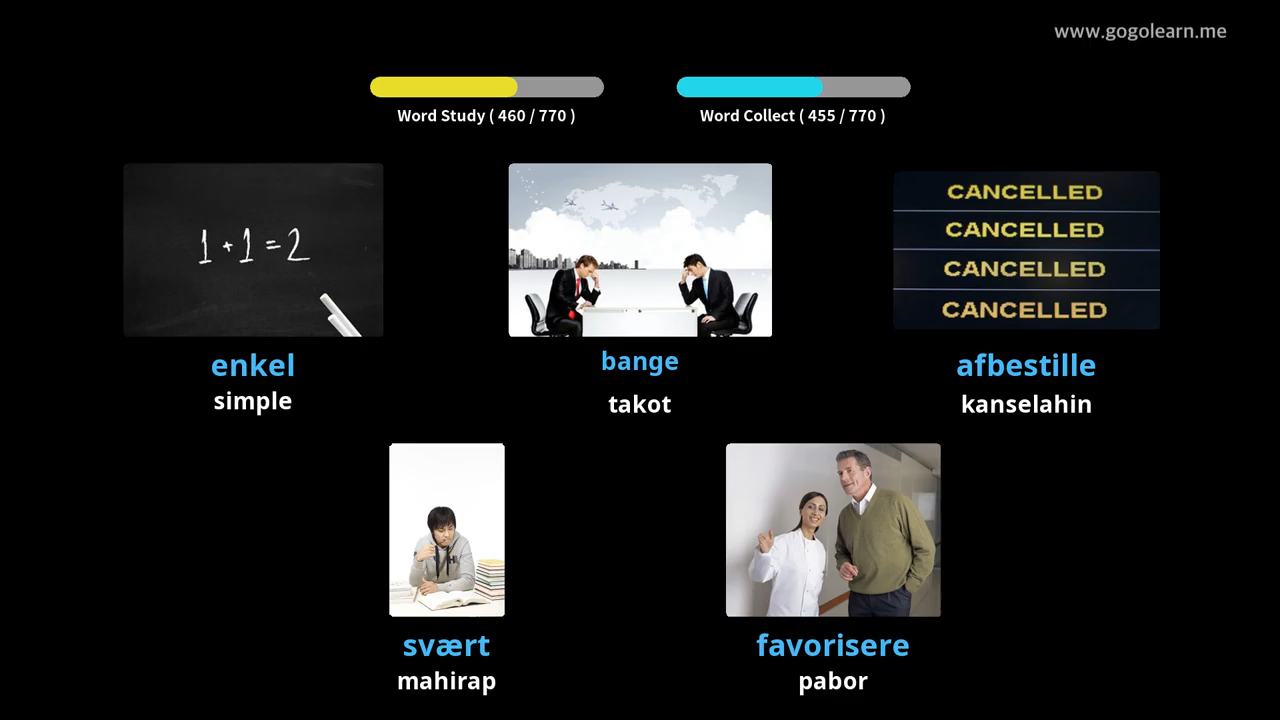 www.gogolearn.me
Word Study ( 460 / 770 )
Word Collect ( 455 / 770 )
1 + 1 = 2
CANCELLED
CANCELLED
CANCELLED
CANCELLED
enkel
simple
bange
takot
afbestille
kanselahin
svært
mahirap
favorisere
pabor